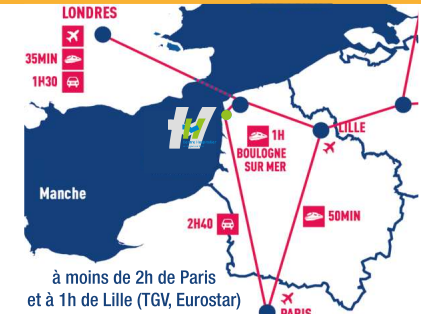 LONDRES
35MIN
1H30
1H
LILLE
BOULOGNE
SUR MER
Manche
2H40
50MIN
à moins de 2h de Paris
et à 1h de Lille (TGV, Eurostar)
PARIS